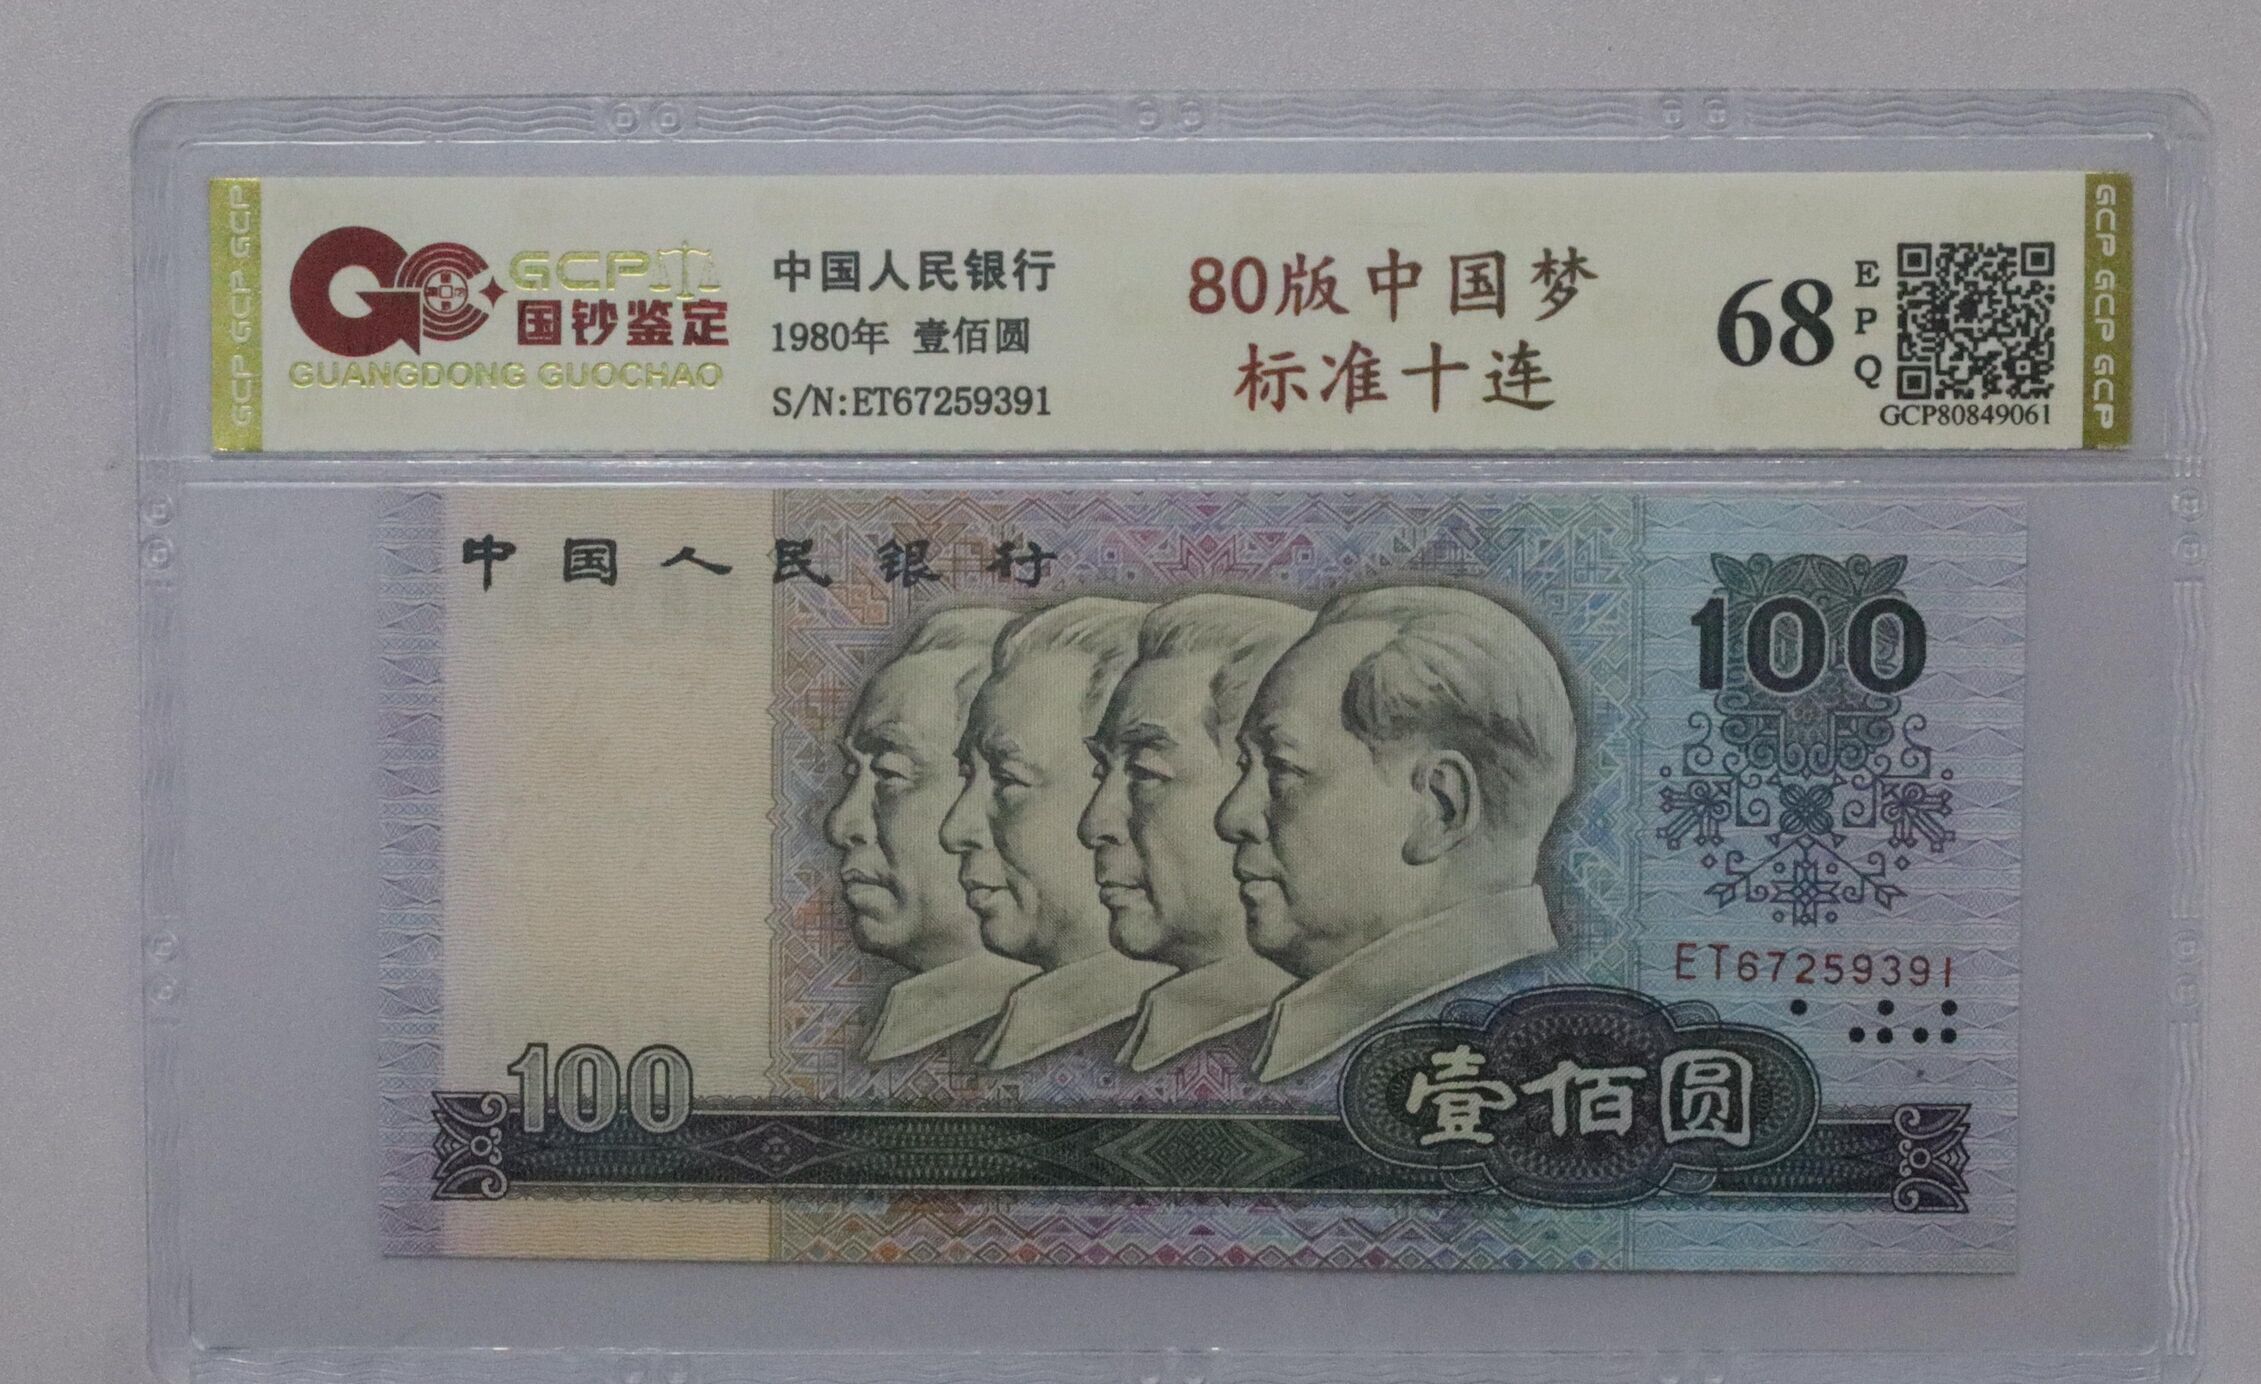 GCP GCP GCP
GCP
国钞鉴定
GUANGDONG GUOCHAO
中国人民银行
1980年 壹佰圆
S/N:ET67259391
80版中国梦
标准十连
68
E
P
Q
GCP80849061
GCP GCP GCP
中国人民银行
100
ET67259391
100
壹佰圆